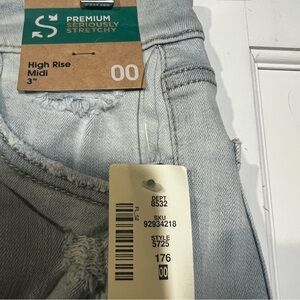 S
PREMIUM
SERIOUSLY
STRETCHY
High Rise
Midi
3"
00
DEPT
6532
SKU
92934218
STYLE
5725
176
00